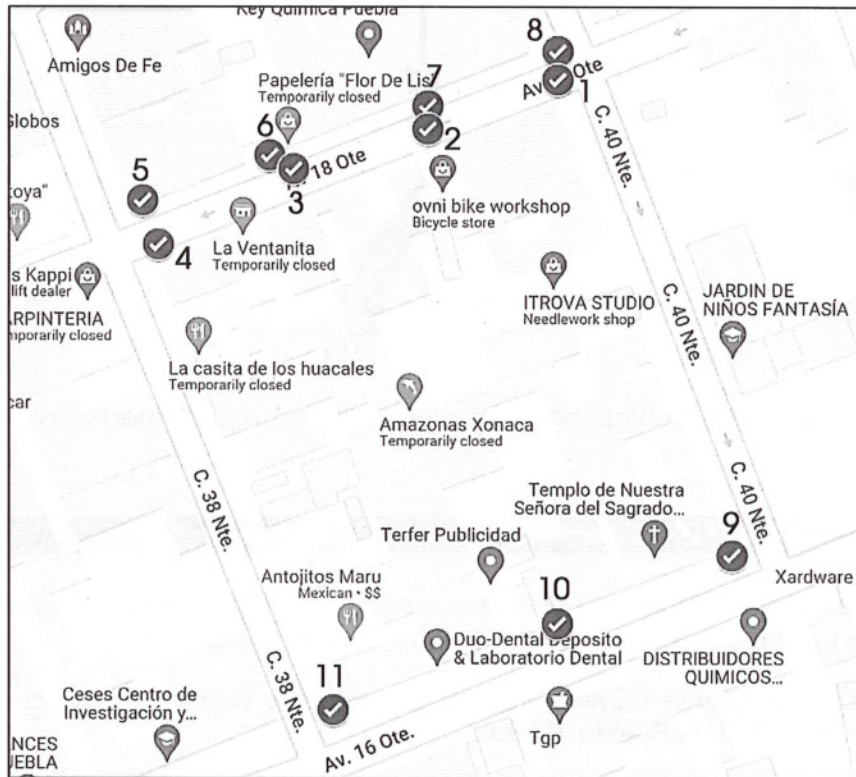 Key Química Puebla
8
Amigos De Fe
7
Av.
Ote
1
Papelería "Flor De Lis"
Temporarily closed
Globos
6
18 Ote
2
3
C. 40 Nte.
5
toya"
ovni bike workshop
Bicycle store
La Ventanita
Temporarily closed
4
s Kappi
lift dealer
ARPINTERIA
mporarily closed
ITROVA STUDIO
Needlework shop
C. 40 Nte.
JARDIN DE
NIÑOS FANTASÍA
La casita de los huacales
Temporarily closed
car
Amazonas Xonaca
Temporarily closed
C. 38 Nte.
Templo de Nuestra
Señora del Sagrado...
C. 40 Nte.
9
Terfer Publicidad
Xardware
Antojitos Maru
Mexican • $$
10
Duo-Dental Deposito
& Laboratorio Dental
DISTRIBUIDORES
QUIMICOS...
C. 38 Nte.
11
Ceses Centro de
Investigación y...
Av. 16 Ote.
Tgp
ANCES
UEBLA